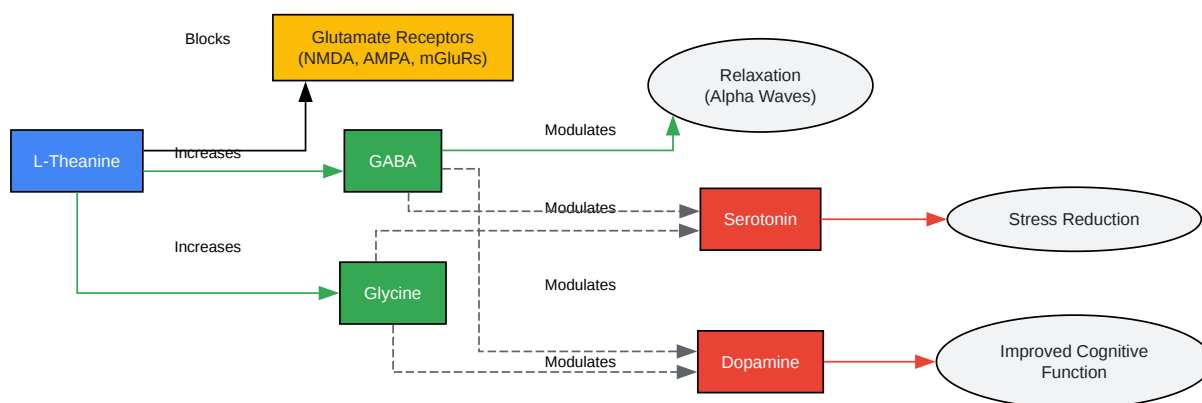 Blocks
Glutamate Receptors
(NMDA, AMPA, mGluRs)
Relaxation
(Alpha Waves)
Modulates
L-Theanine
Increases
GABA
Modulates
Serotonin
Stress Reduction
Increases
Glycine
Modulates
Modulates
Dopamine
Improved Cognitive
Function